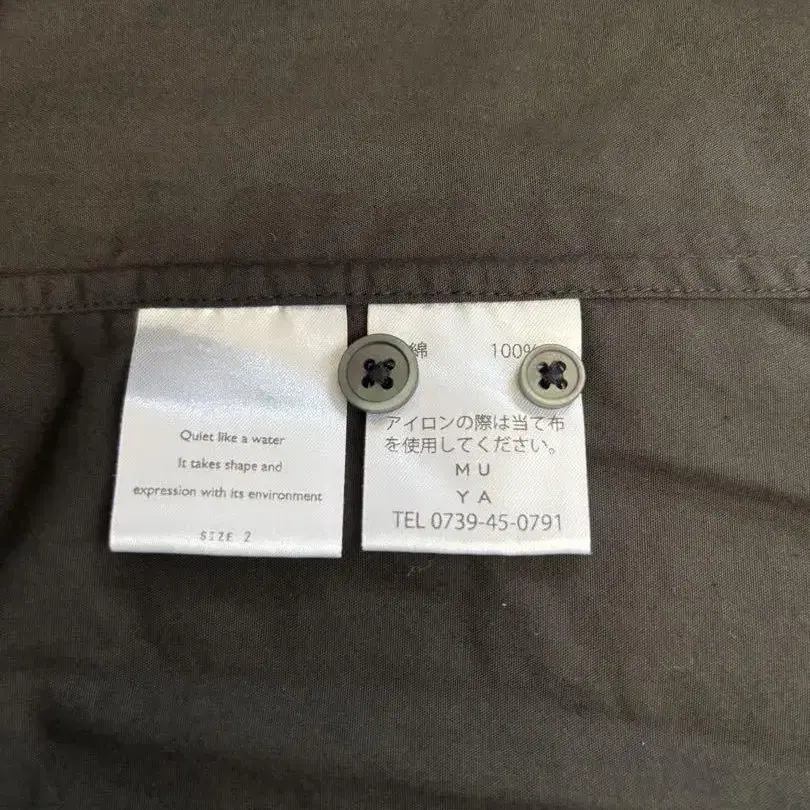 Quiet like a water
It takes shape and
expression with its environment
SIZE 2
綿 100%
アイロンの際は当て布
を使用してください。
MU
YA
TEL 0739-45-0791